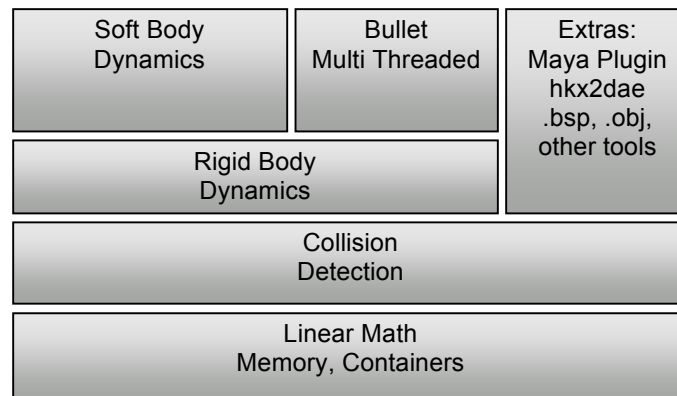 Soft Body
Dynamics
Bullet
Multi Threaded
Extras:
Maya Plugin
hkx2dae
.bsp, .obj,
other tools
Rigid Body
Dynamics
Collision
Detection
Linear Math
Memory, Containers